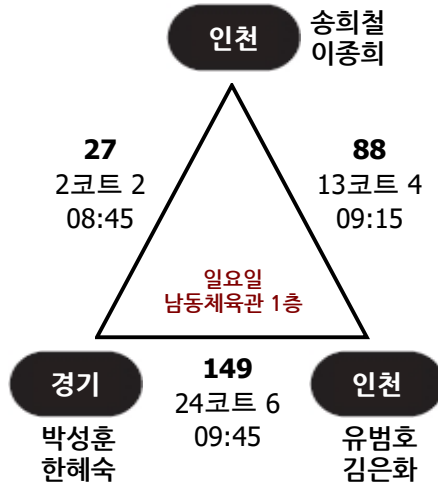 인천
송희철
이종희
27
2코트 2
08:45
88
13코트 4
09:15
일요일
남동체육관 1층
경기
박성훈
한혜숙
149
24코트 6
09:45
인천
유범호
김은화